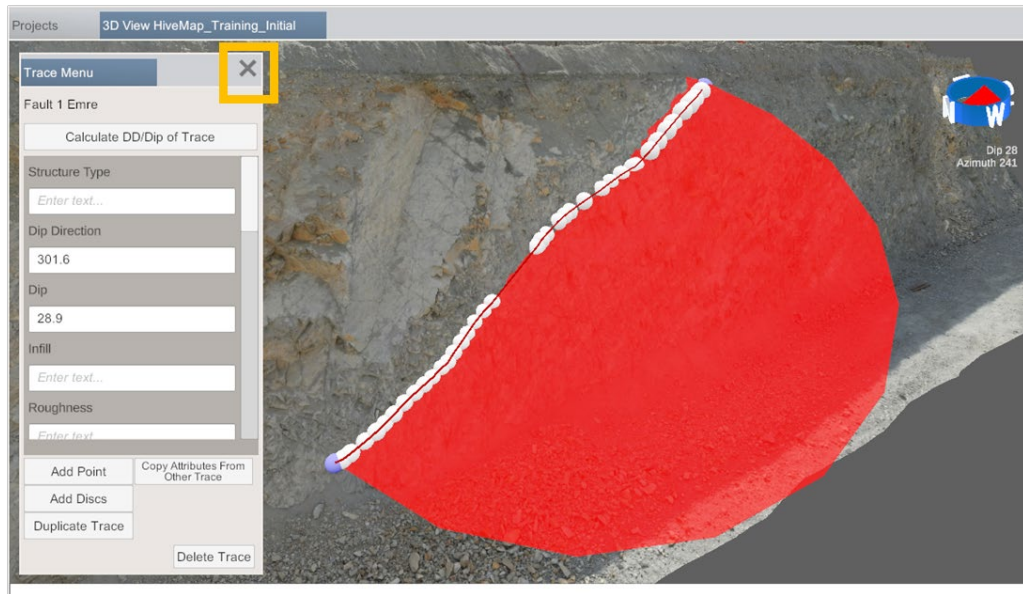 Projects
3D View HiveMap_Training_Initial
Trace Menu
Fault 1 Emre
Calculate DD/Dip of Trace
Structure Type
Enter text...
Dip Direction
301.6
Dip
28.9
Infill
Enter text...
Roughness
Enter text
Add Point
Copy Attributes From
Other Trace
Add Discs
Duplicate Trace
Delete Trace
N W
Dip 28
Azimuth 241